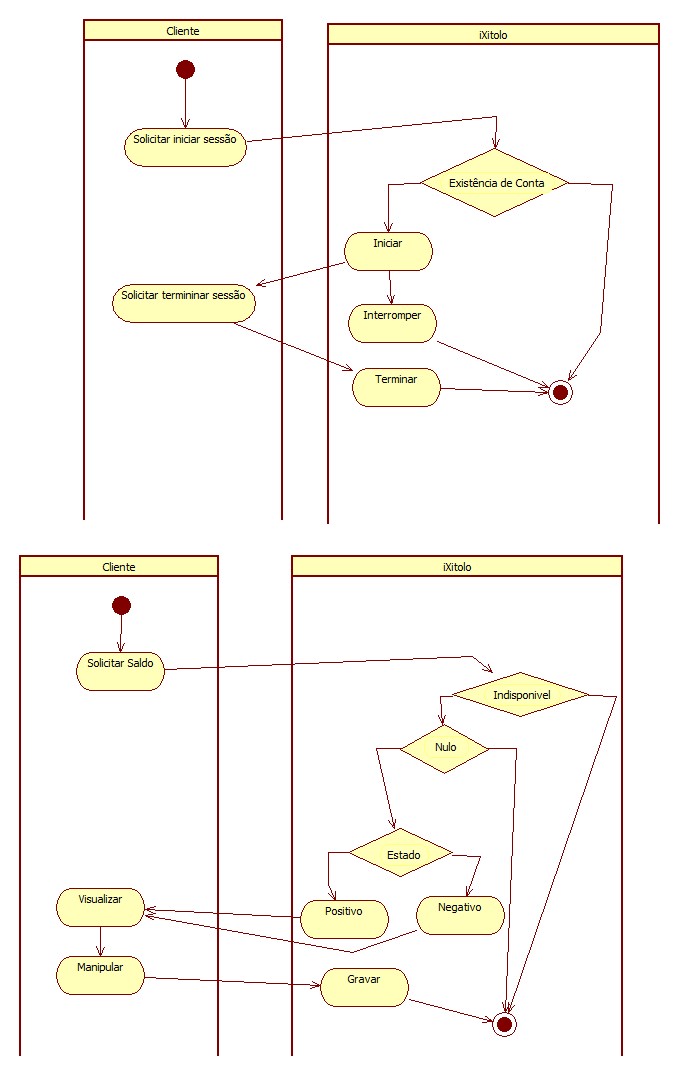 Cliente
iXitolo
Solicitar iniciar sessão
Existência de Conta
Iniciar
Solicitar termininar sessão
Interromper
Terminar
Cliente
iXitolo
Solicitar Saldo
Indisponivel
Nulo
Estado
Visualizar
Positivo
Negativo
Manipular
Gravar